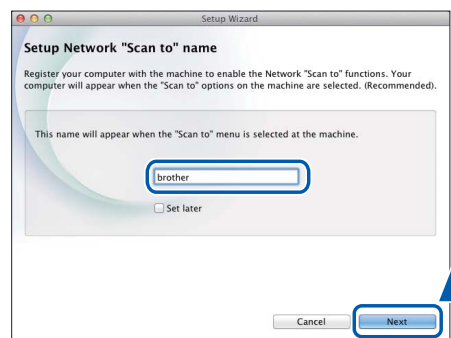 Setup Wizard
Setup Network "Scan to" name
Register your computer with the machine to enable the Network "Scan to" functions. Your
computer will appear when the "Scan to" options on the machine are selected. (Recommended).
This name will appear when the "Scan to" menu is selected at the machine.
brother
Set later
Cancel
Next